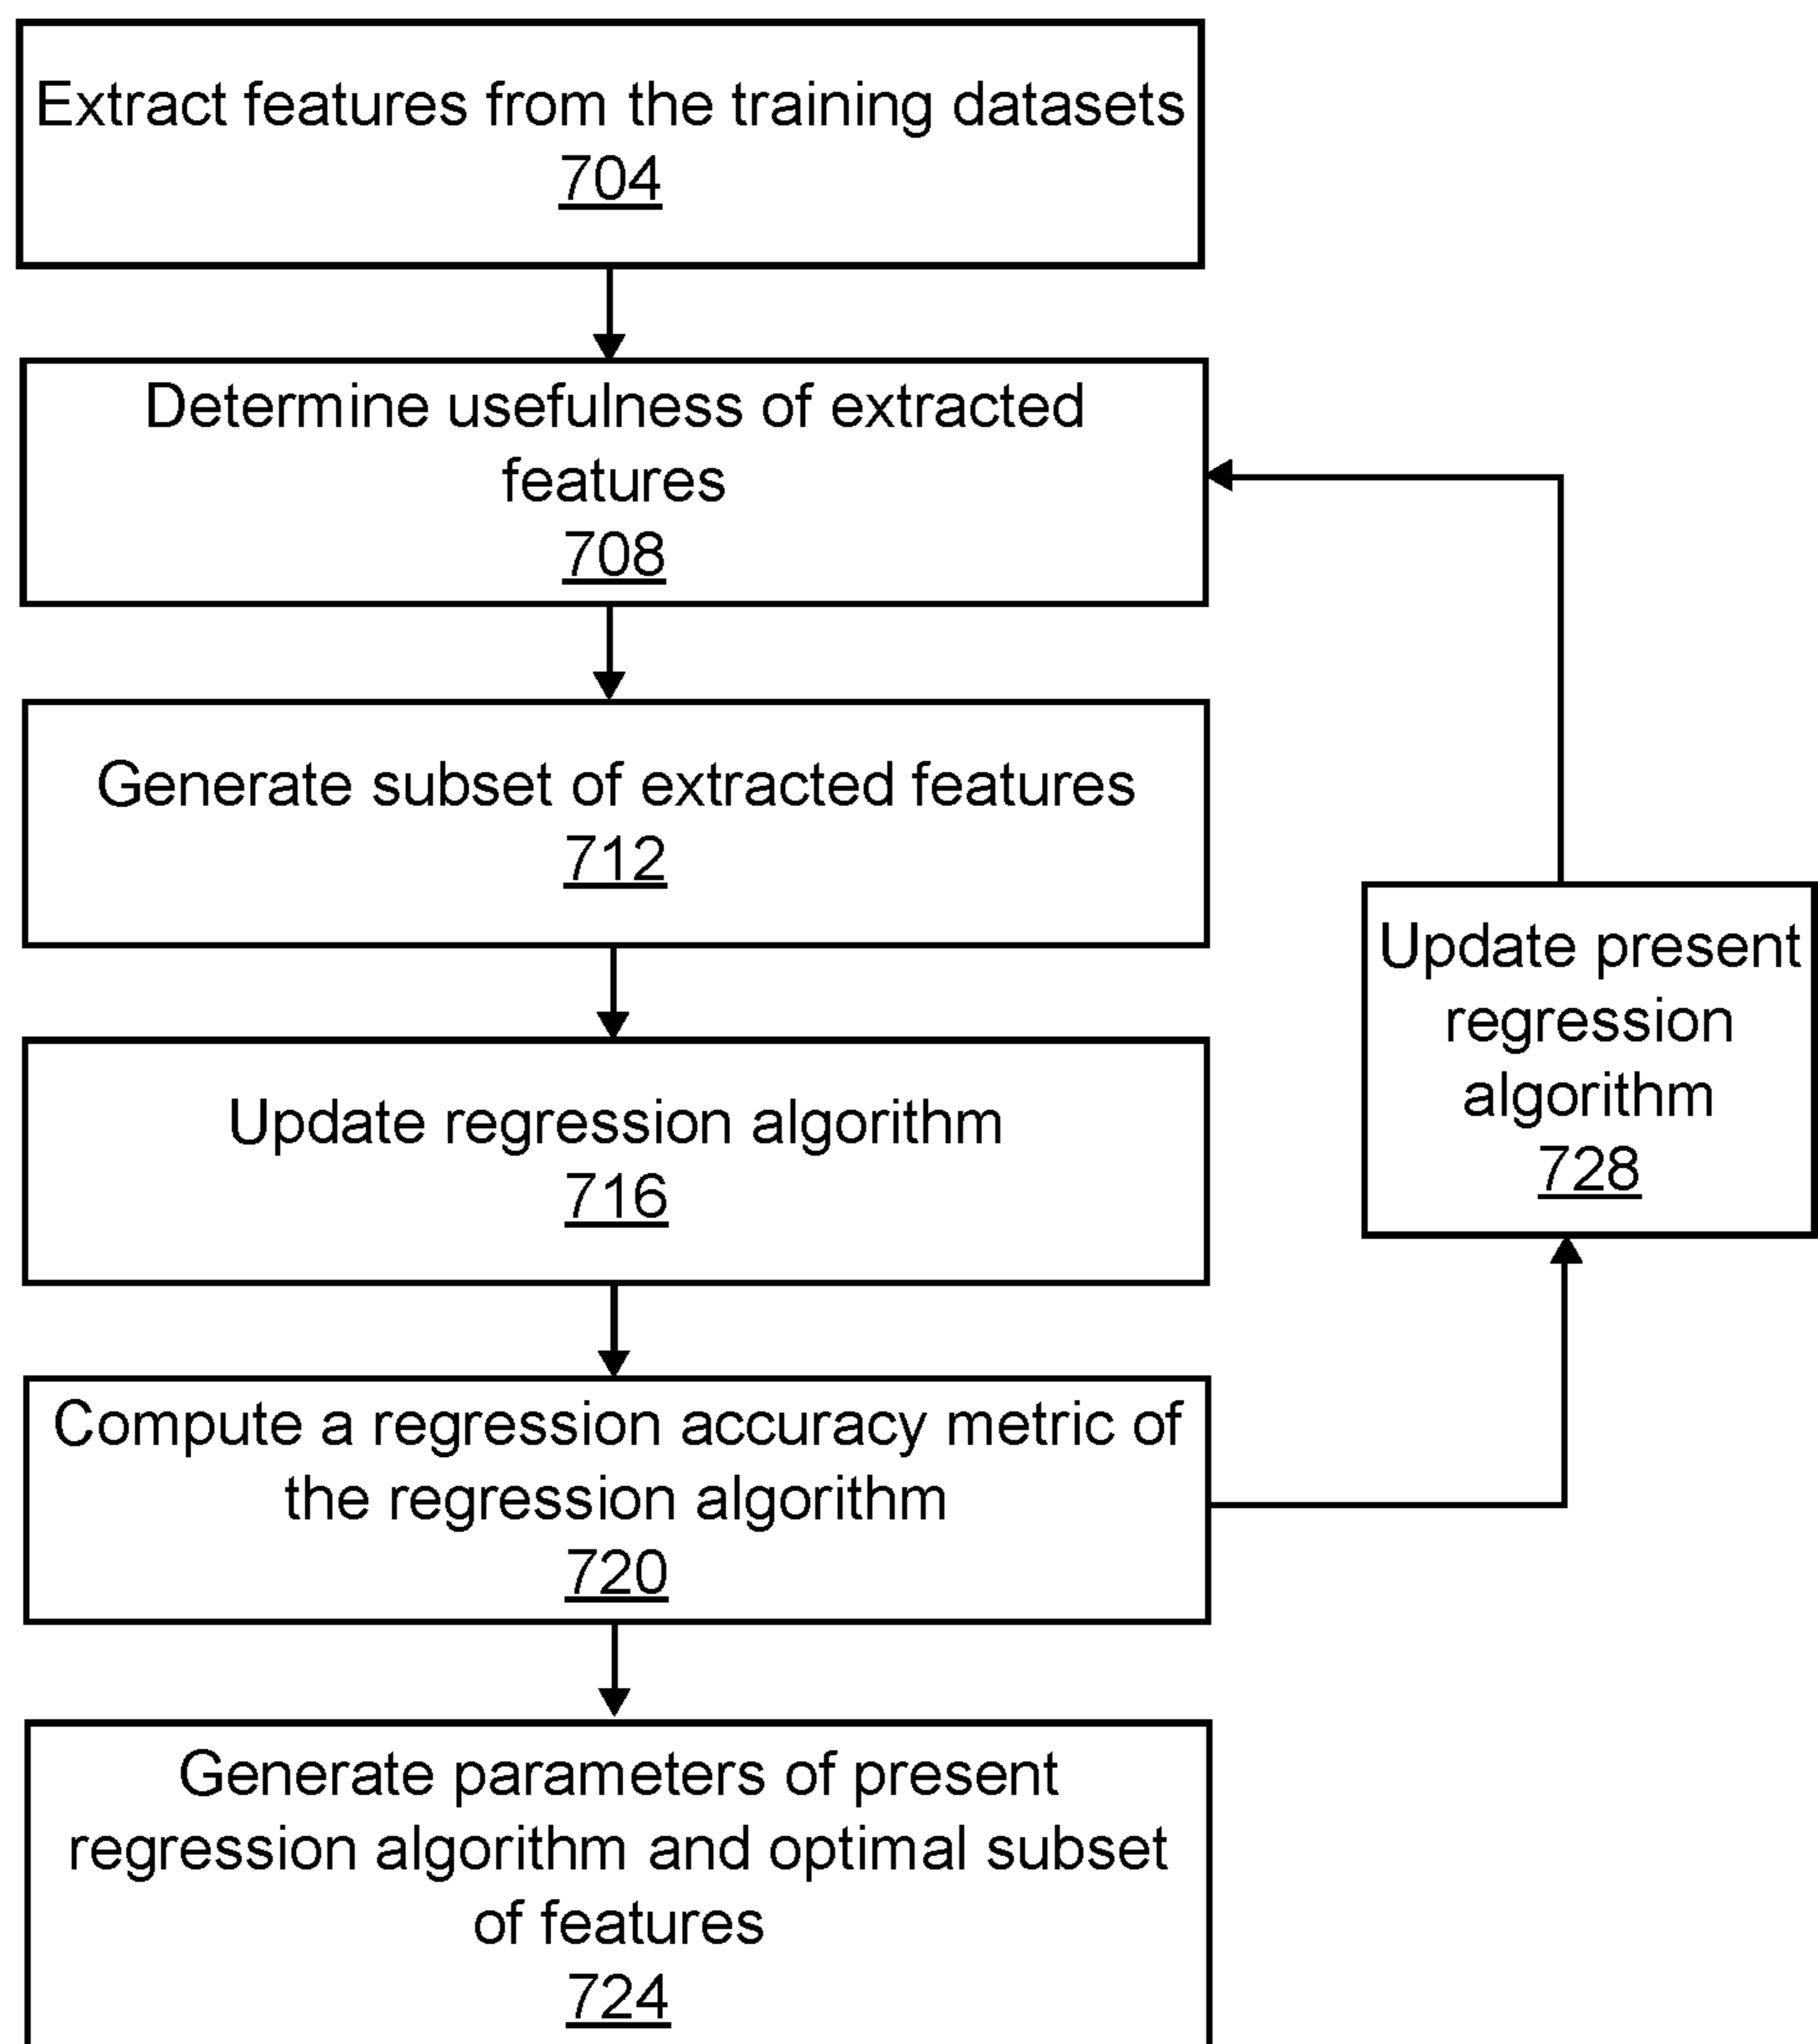 Extract features from the training datasets
704
Determine usefulness of extracted
features
708
Generate subset of extracted features
712
Update regression algorithm
716
Compute a regression accuracy metric of
the regression algorithm
720
Generate parameters of present
regression algorithm and optimal subset
of features
724
Update present
regression
algorithm
728